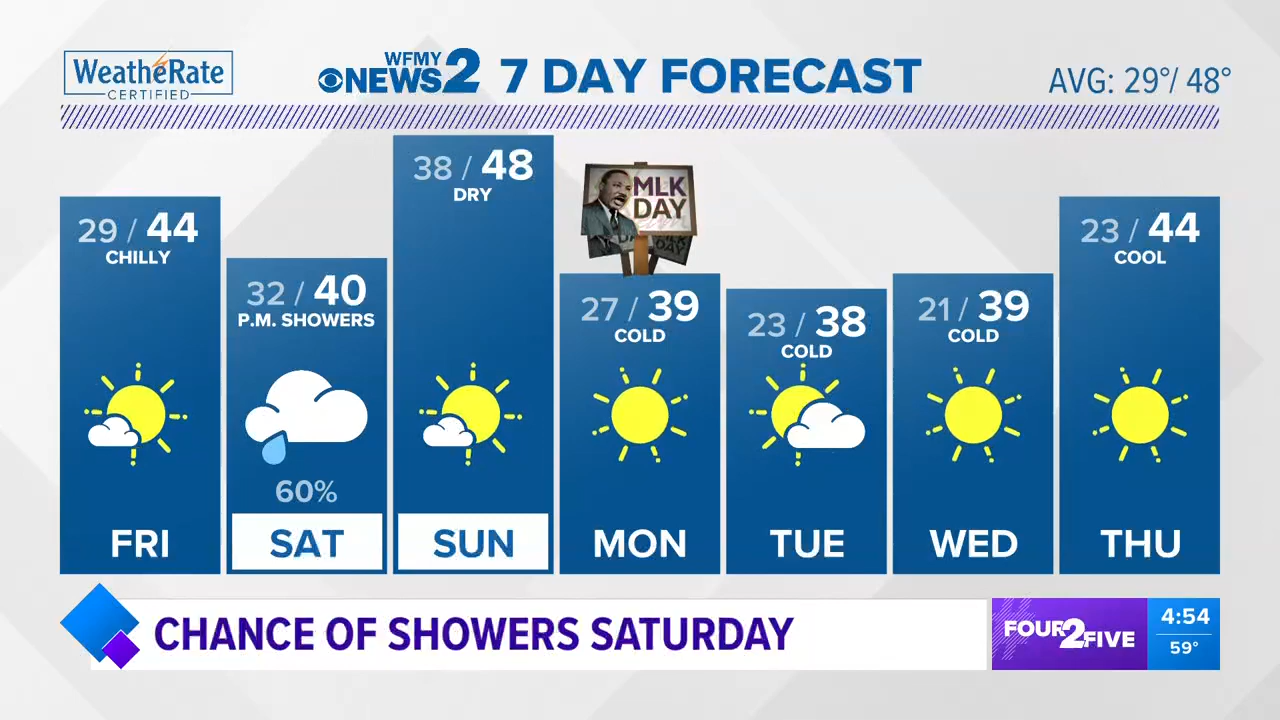 WeatheRate
CERTIFIED
WFMY
NEWS 2
7 DAY FORECAST
AVG: 29°/ 48°
29 / 44
CHILLY
FRI
32 / 40
P.M. SHOWERS
60%
SAT
38 / 48
DRY
SUN
MLK
DAY
27 / 39
COLD
MON
23 / 38
COLD
TUE
21 / 39
COLD
WED
23 / 44
COOL
THU
CHANCE OF SHOWERS SATURDAY
FOUR2FIVE
4:54
59°